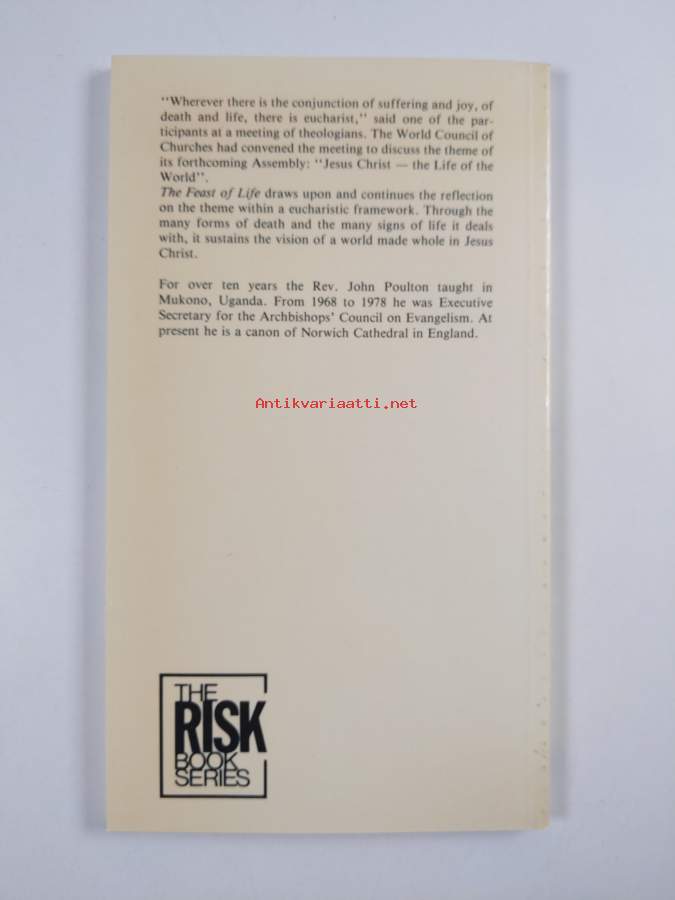 "Wherever there is the conjunction of suffering and joy, of
death and life, there is eucharist," said one of the par-
ticipants at a meeting of theologians. The World Council of
Churches had convened the meeting to discuss the theme of
its forthcoming Assembly: "Jesus Christ — the Life of the
World".
The Feast of Life draws upon and continues the reflection
on the theme within a eucharistic framework. Through the
many forms of death and the many signs of life it deals
with, it sustains the vision of a world made whole in Jesus
Christ.
For over ten years the Rev. John Poulton taught in
Mukono, Uganda. From 1968 to 1978 he was Executive
Secretary for the Archbishops' Council on Evangelism. At
present he is a canon of Norwich Cathedral in England.
Antikvariaatti.net
THE
RISK
BOOK
SERIES